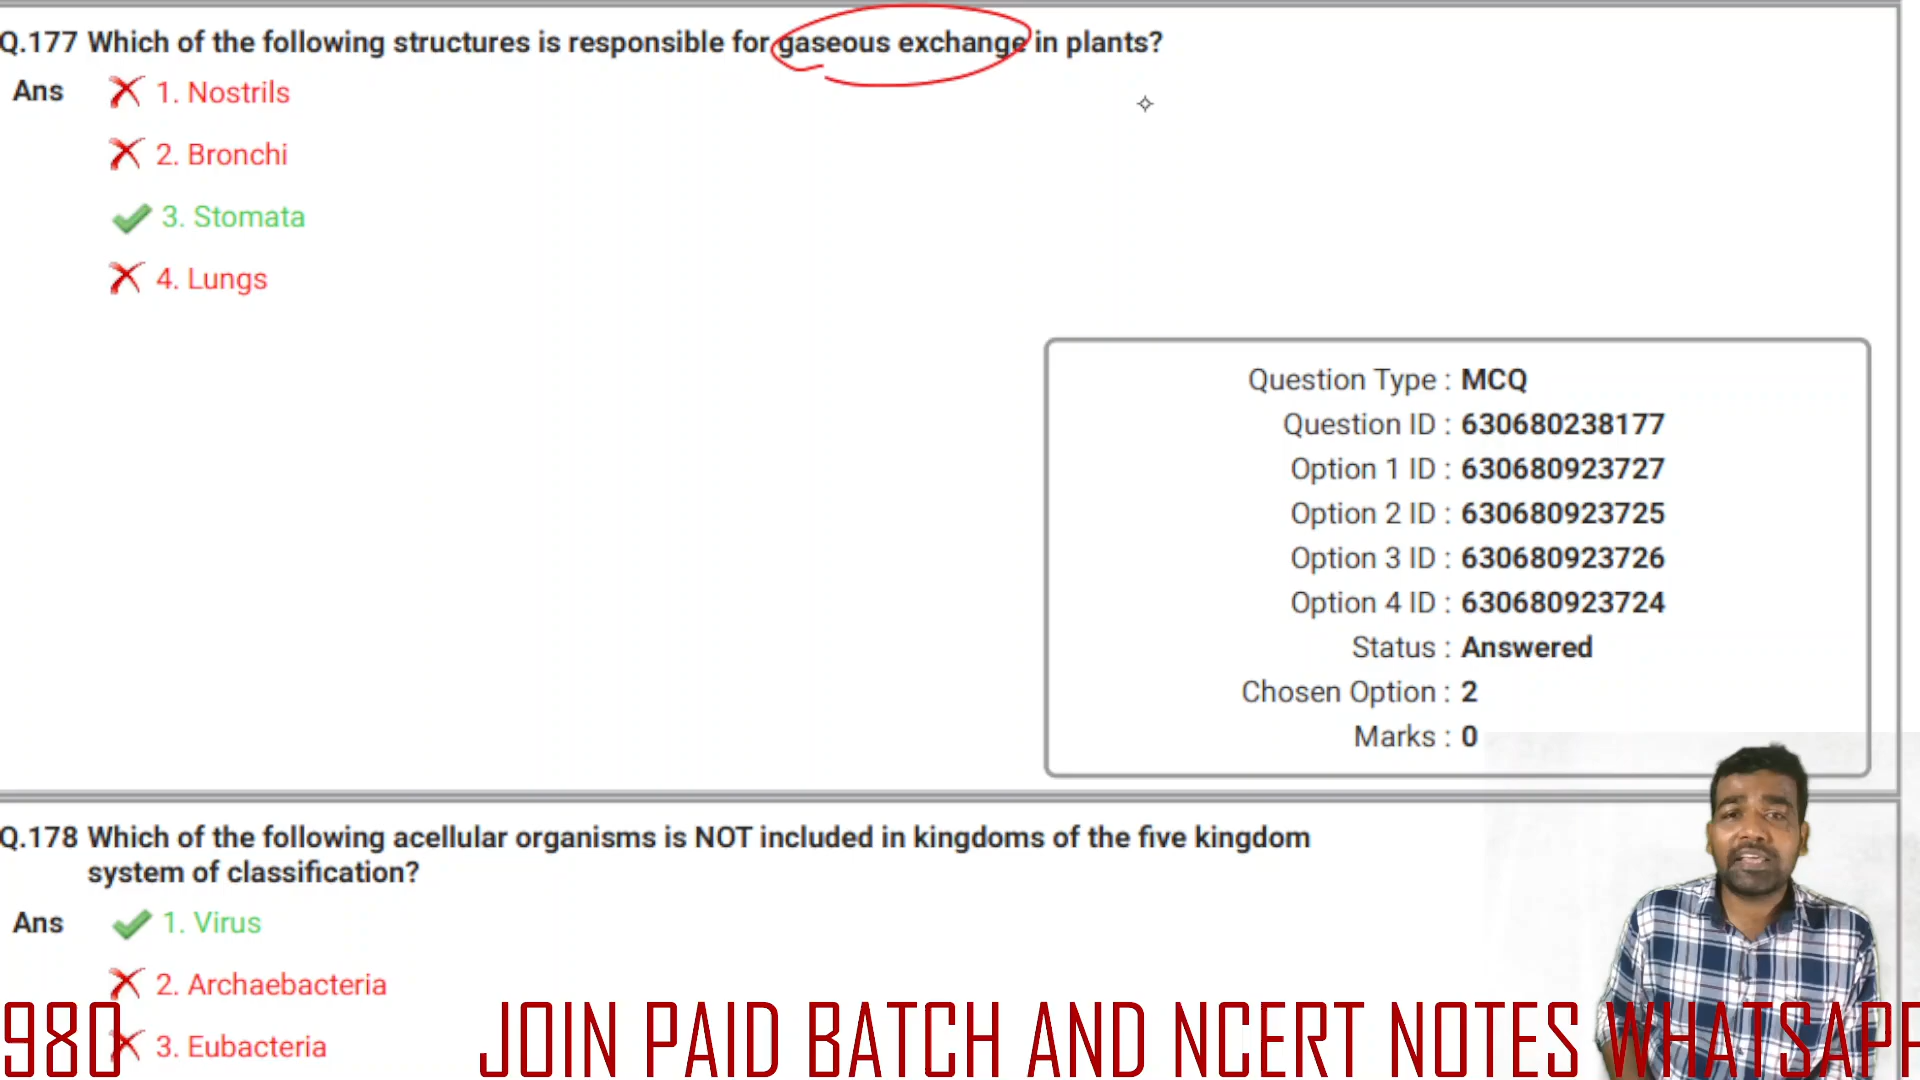 Q.177 Which of the following structures is responsible for gaseous exchange in plants?
Ans 1. Nostrils
2. Bronchi
3. Stomata
4. Lungs
Question Type : MCQ
Question ID : 630680238177
Option 1 ID : 630680923727
Option 2 ID : 630680923725
Option 3 ID : 630680923726
Option 4 ID : 630680923724
Status : Answered
Chosen Option : 2
Marks : 0
Q.178 Which of the following acellular organisms is NOT included in kingdoms of the five kingdom
system of classification?
Ans 1. Virus
2. Archaebacteria
3. Eubacteria
980 JOIN PAID BATCH AND NCERT NOTES WHATSAPP